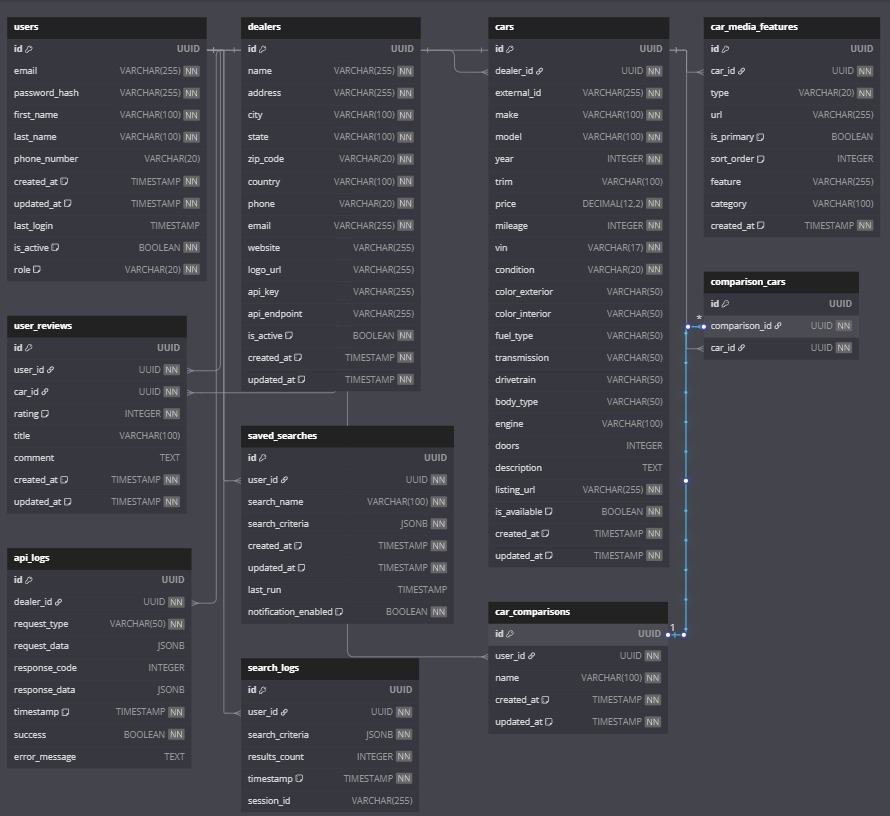 users
id UUID
email VARCHAR(255) NN
password_hash VARCHAR(255) NN
first_name VARCHAR(100) NN
last_name VARCHAR(100) NN
phone_number VARCHAR(20)
created_at TIMESTAMP NN
updated_at TIMESTAMP NN
last_login TIMESTAMP
is_active BOOLEAN NN
role VARCHAR(20) NN
user_reviews
id UUID
user_id UUID NN
car_id UUID NN
rating INTEGER NN
title VARCHAR(100)
comment TEXT
created_at TIMESTAMP NN
updated_at TIMESTAMP NN
api_logs
id UUID
dealer_id UUID NN
request_type VARCHAR(50) NN
request_data JSONB
response_code INTEGER
response_data JSONB
timestamp TIMESTAMP NN
success BOOLEAN NN
error_message TEXT
dealers
id UUID
name VARCHAR(255) NN
address VARCHAR(255) NN
city VARCHAR(100) NN
state VARCHAR(100) NN
zip_code VARCHAR(20) NN
country VARCHAR(100) NN
phone VARCHAR(20) NN
email VARCHAR(255) NN
website VARCHAR(255)
logo_url VARCHAR(255)
api_key VARCHAR(255)
api_endpoint VARCHAR(255)
is_active BOOLEAN NN
created_at TIMESTAMP NN
updated_at TIMESTAMP NN
saved_searches
id UUID
user_id UUID NN
search_name VARCHAR(100) NN
search_criteria JSONB NN
created_at TIMESTAMP NN
updated_at TIMESTAMP NN
last_run TIMESTAMP
notification_enabled BOOLEAN NN
search_logs
id UUID
user_id UUID NN
search_criteria JSONB NN
results_count INTEGER NN
timestamp TIMESTAMP NN
session_id VARCHAR(255)
cars
id UUID
dealer_id UUID NN
external_id VARCHAR(255) NN
make VARCHAR(100) NN
model VARCHAR(100) NN
year INTEGER NN
trim VARCHAR(100)
price DECIMAL(12,2) NN
mileage INTEGER NN
vin VARCHAR(17) NN
condition VARCHAR(20) NN
color_exterior VARCHAR(50)
color_interior VARCHAR(50)
fuel_type VARCHAR(50)
transmission VARCHAR(50)
drivetrain VARCHAR(50)
body_type VARCHAR(50)
engine VARCHAR(100)
doors INTEGER
description TEXT
listing_url VARCHAR(255) NN
is_available BOOLEAN NN
created_at TIMESTAMP NN
updated_at TIMESTAMP NN
car_comparisons
id UUID 1
user_id UUID NN
name VARCHAR(100) NN
created_at TIMESTAMP NN
updated_at TIMESTAMP NN
car_media_features
id UUID
car_id UUID NN
type VARCHAR(20) NN
url VARCHAR(255)
is_primary BOOLEAN
sort_order INTEGER
feature VARCHAR(255)
category VARCHAR(100)
created_at TIMESTAMP NN
comparison_cars
id UUID
* comparison_id UUID NN
car_id UUID NN